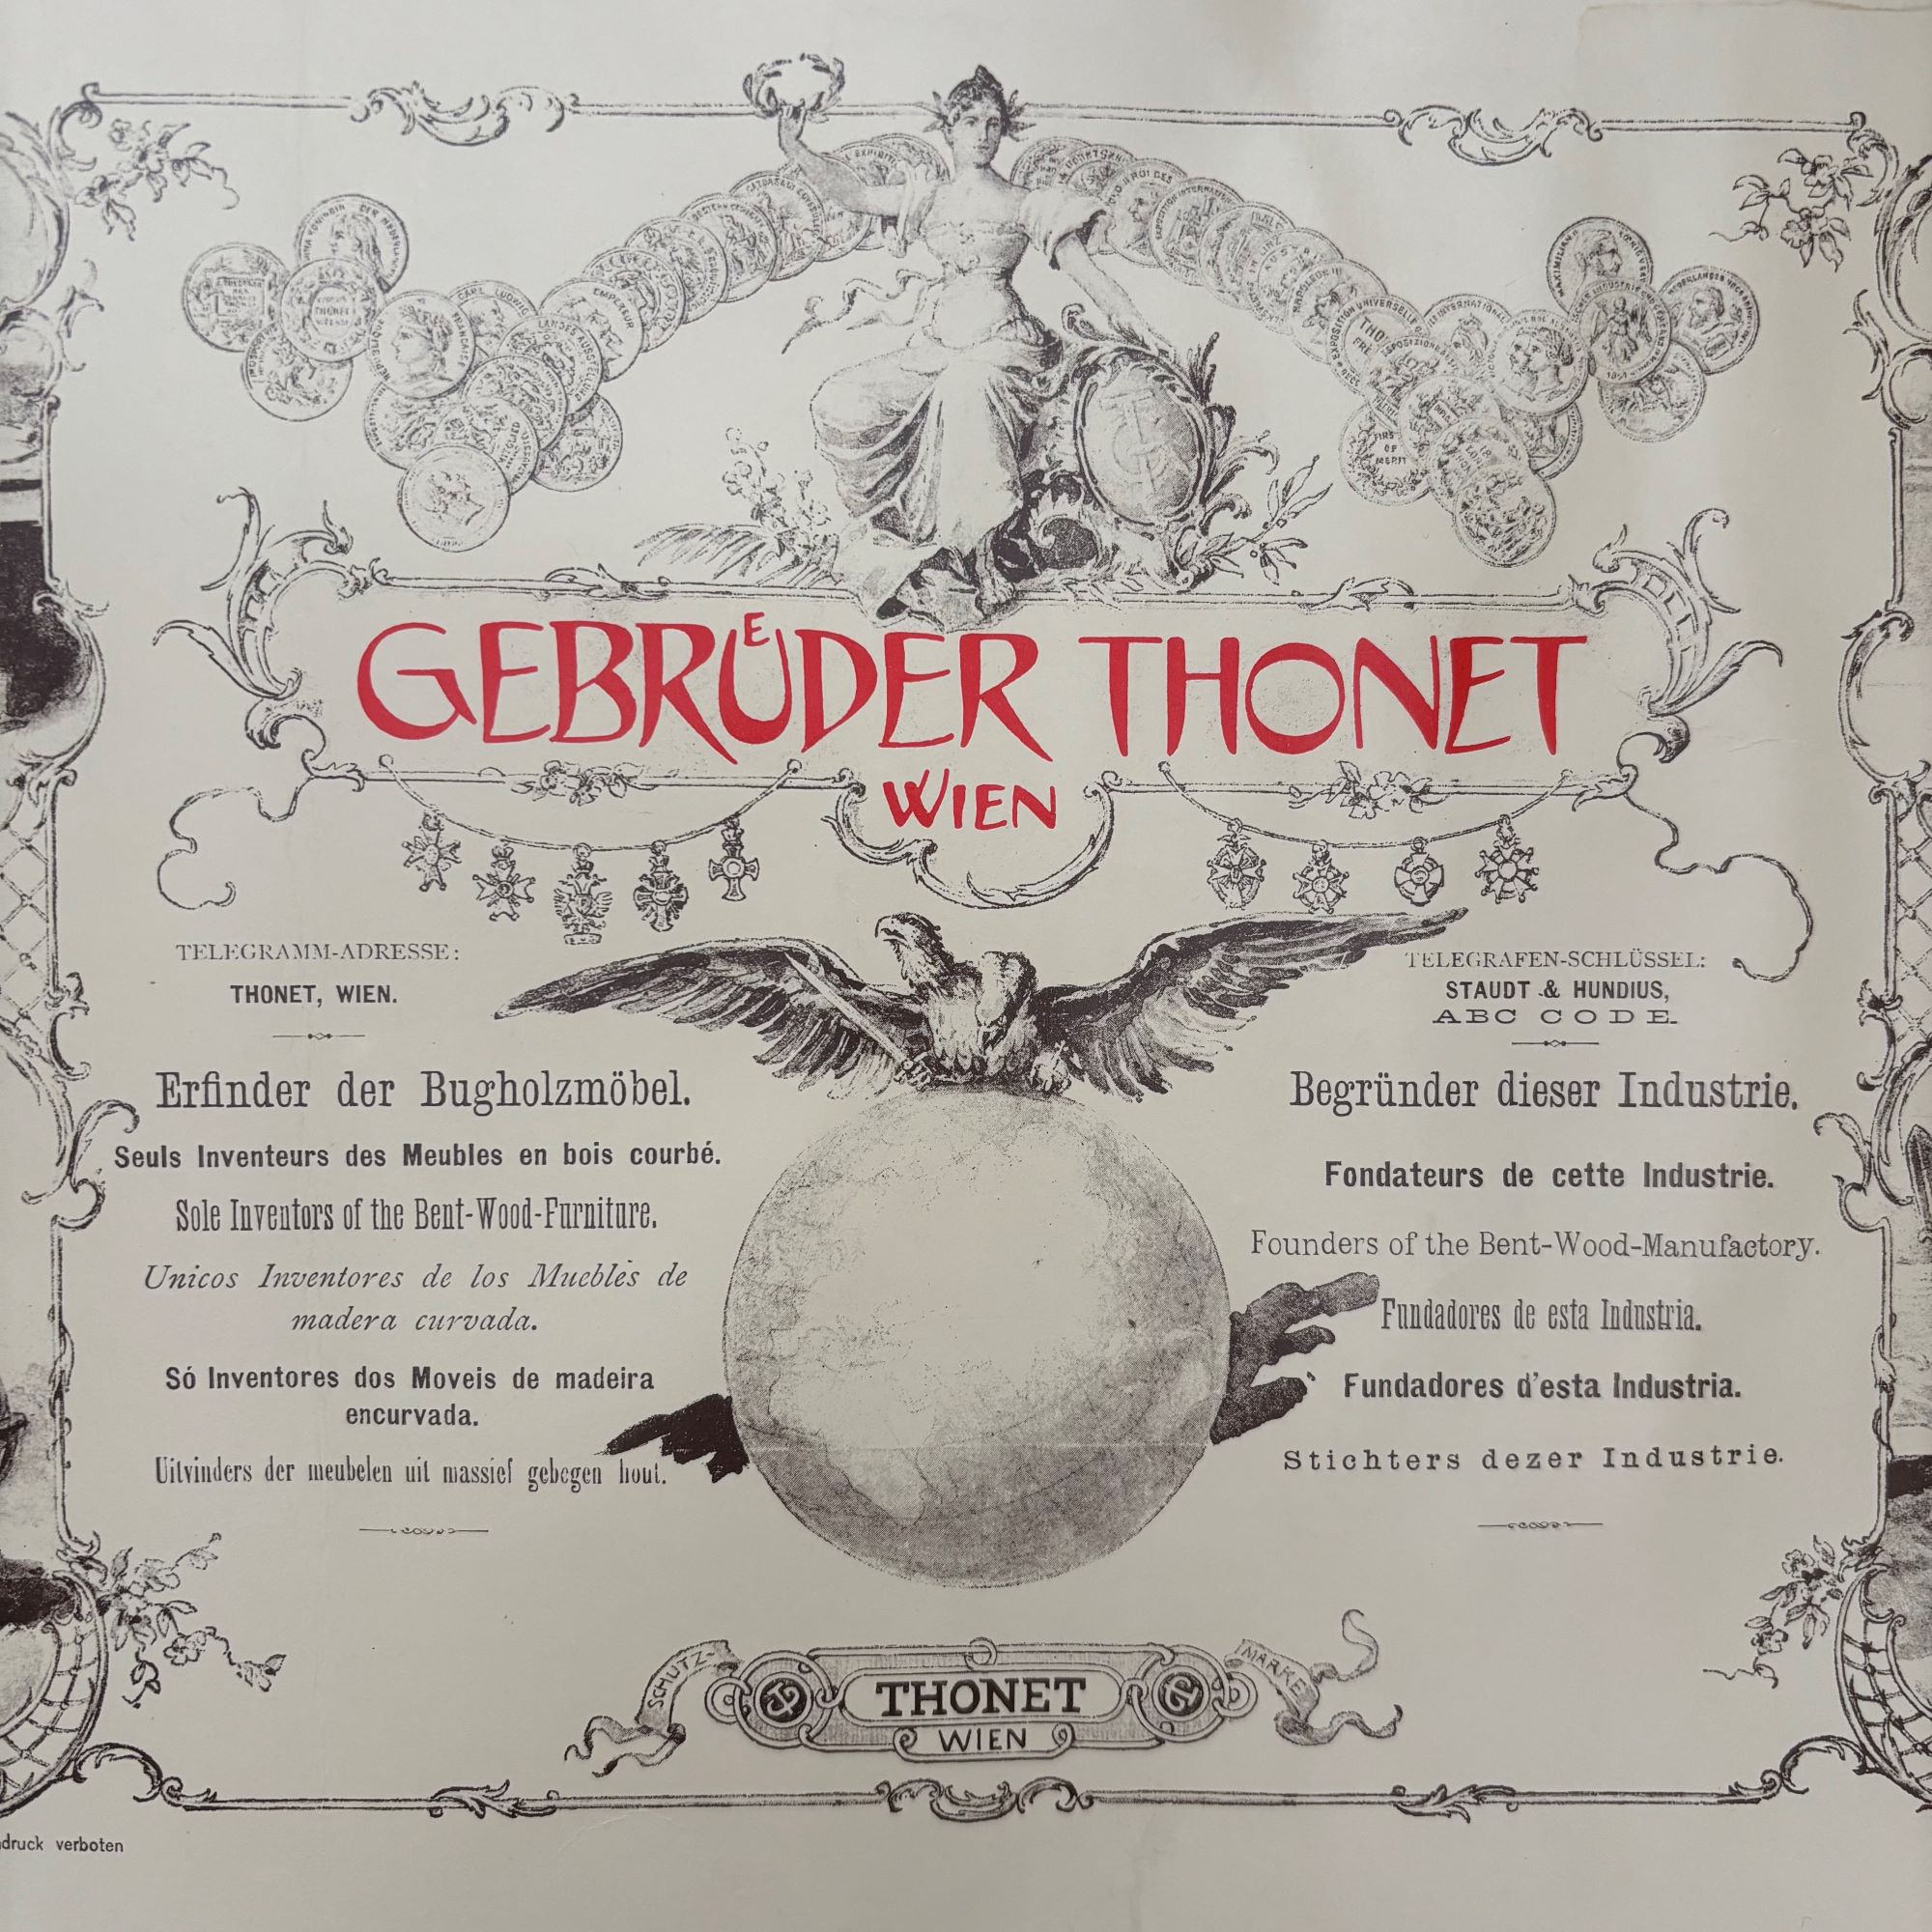 GEBRUEDER THONET
WIEN
TELEGRAMM-ADRESSE:
THONET, WIEN.
Erfinder der Bugholzmöbel.
Seuls Inventeurs des Meubles en bois courbé.
Sole Inventors of the Bent-Wood-Furniture.
Unicos Inventores de los Muebles de
madera curvada.
Só Inventores dos Moveis de madeira
encurvada.
Uitvinders der meubelen uit massief gebogen hout.
TELEGRAFEN-SCHLÜSSEL:
STAUDT & HUNDIUS,
ABC CODE.
Begründer dieser Industrie.
Fondateurs de cette Industrie.
Founders of the Bent-Wood-Manufactory.
Fundadores de esta Industria.
Fundadores d'esta Industria.
Stichters dezer Industrie.
SCHUTZ-
MARKE
THONET
WIEN
druck verboten